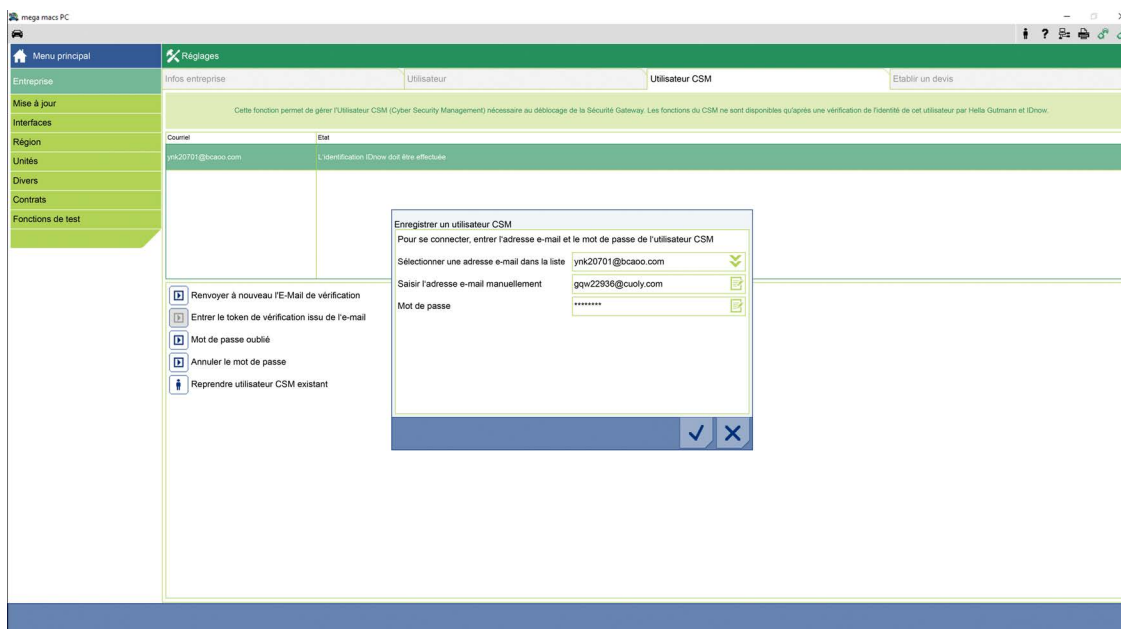 mega macs PC
?
Menu principal
Réglages
Entreprise
Infos entreprise
Utilisateur
Utilisateur CSM
Etablir un devis
Mise à jour
Interfaces
Région
Unités
Divers
Contrats
Fonctions de test
Cette fonction permet de gérer l'Utilisateur CSM (Cyber Security Management) nécessaire au déblocage de la Sécurité Gateway. Les fonctions du CSM ne sont disponibles qu'après une vérification de l'identité de cet utilisateur par Hella Gutmann et IDnow.
Courriel
Etat
ynk20701@bcaoo.com
L'identification IDnow doit être effectuée
Enregistrer un utilisateur CSM
Pour se connecter, entrer l'adresse e-mail et le mot de passe de l'utilisateur CSM
Sélectionner une adresse e-mail dans la liste
ynk20701@bcaoo.com
Saisir l'adresse e-mail manuellement
gqw22936@cuoly.com
Mot de passe
********
Renvoyer à nouveau l'E-Mail de vérification
Entrer le token de vérification issu de l'e-mail
Mot de passe oublié
Annuler le mot de passe
Reprendre utilisateur CSM existant